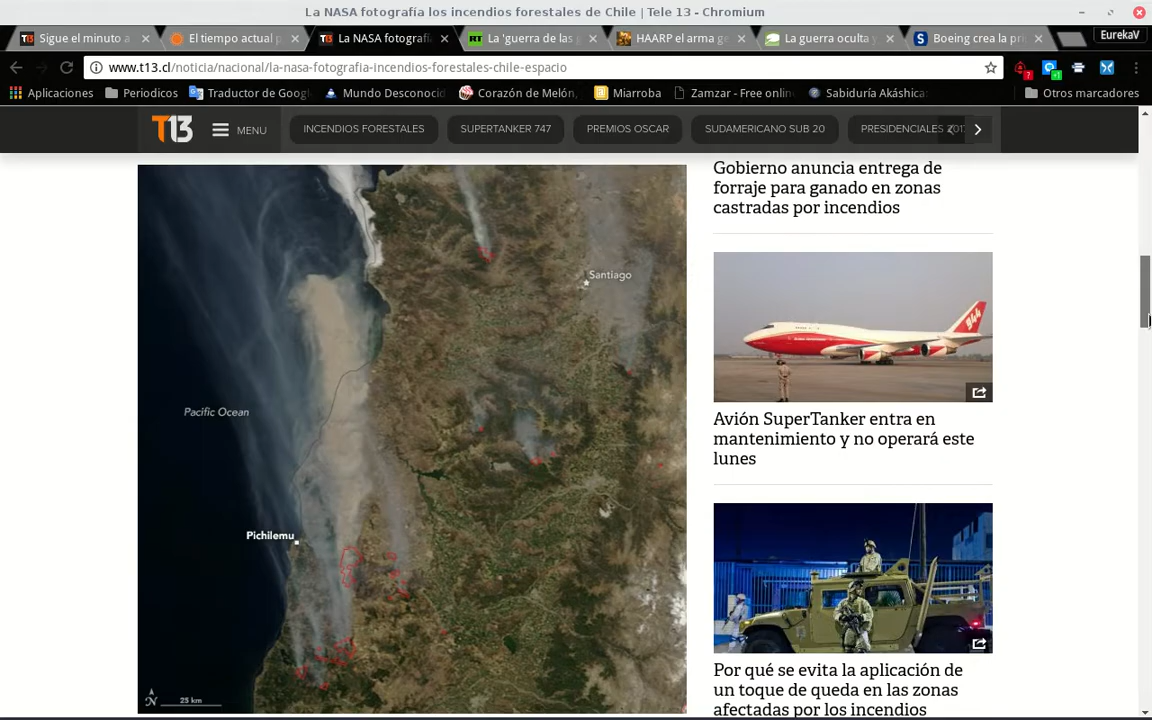 La NASA fotografía los incendios forestales de Chile | Tele 13 - Chromium
Sigue el minuto a
El tiempo actual p
La NASA fotografí
La 'guerra de las
HAARP el arma ge
La guerra oculta y
Boeing crea la pri
EurekaV
www.t13.cl/noticia/nacional/la-nasa-fotografia-incendios-forestales-chile-espacio
Aplicaciones
Periodicos
Traductor de Googl
Mundo Desconocid
Corazón de Melón,
Miarroba
Zamzar - Free onlin
Sabiduría Akáshica
Otros marcadores
T13
MENU
INCENDIOS FORESTALES
SUPERTANKER 747
PREMIOS OSCAR
SUDAMERICANO SUB 20
PRESIDENCIALES 201
Santiago
Pacific Ocean
Pichilemu
N
25 km
Gobierno anuncia entrega de
forraje para ganado en zonas
castradas por incendios
944
Avión SuperTanker entra en
mantenimiento y no operará este
lunes
Por qué se evita la aplicación de
un toque de queda en las zonas
afectadas por los incendios